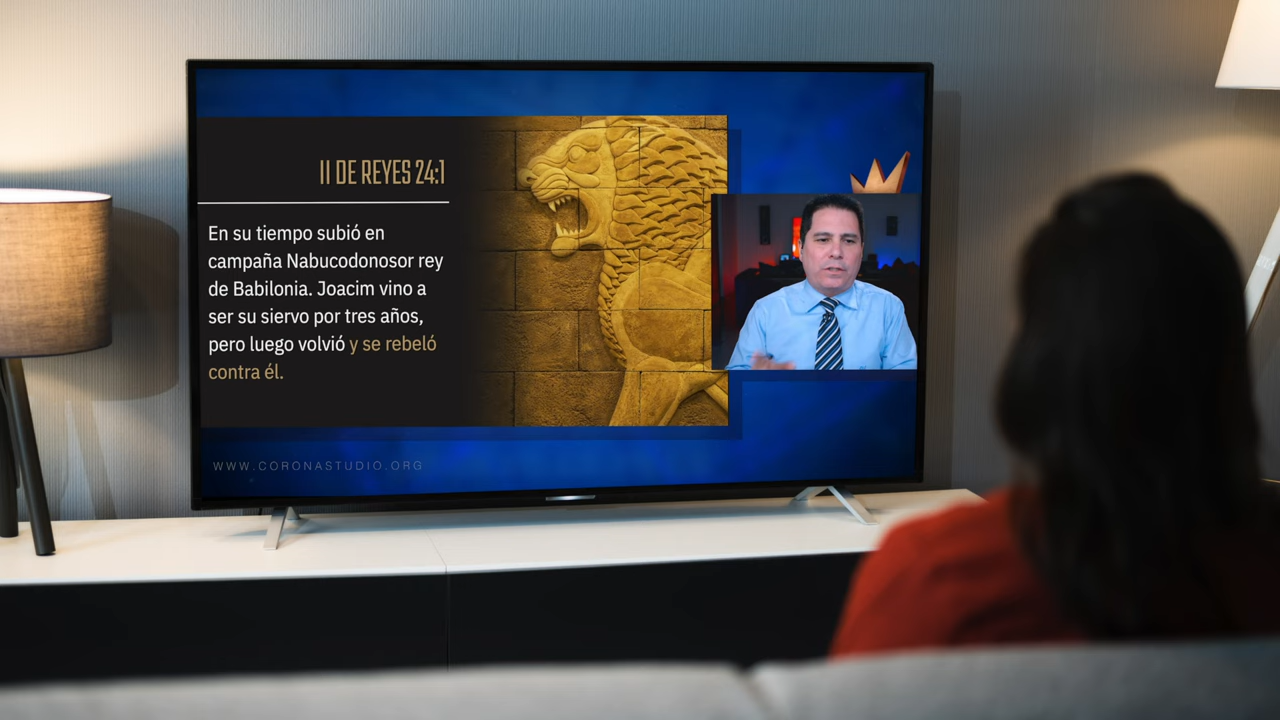 II DE REYES 24:1
En su tiempo subió en
campaña Nabucodonosor rey
de Babilonia. Joacim vino a
ser su siervo por tres años,
pero luego volvió y se rebeló
contra él.
WWW.CORONASTUDIO.ORG